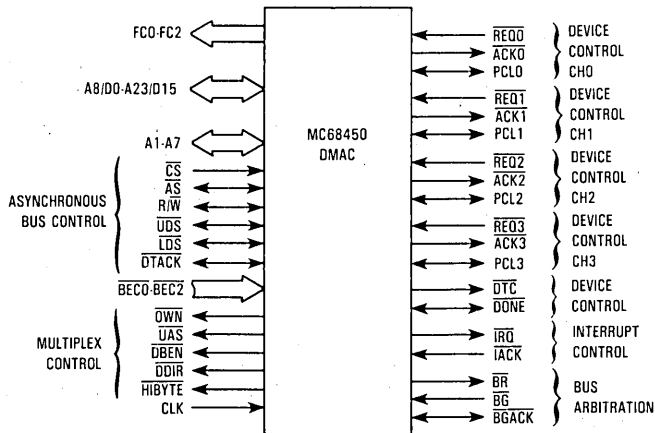 FC0-FC2
A8/D0-A23/D15
A1-A7
ASYNCHRONOUS
BUS CONTROL
CS
AS
R/W
UDS
LDS
DTACK
BEC0-BEC2
MULTIPLEX
CONTROL
OWN
UAS
DBEN
DDIR
HIBYTE
CLK
MC68450
DMAC
REQ0
ACK0
PCL0
DEVICE
CONTROL
CH0
REQ1
ACK1
PCL1
DEVICE
CONTROL
CH1
REQ2
ACK2
PCL2
DEVICE
CONTROL
CH2
REQ3
ACK3
PCL3
DEVICE
CONTROL
CH3
DTC
DONE
DEVICE
CONTROL
IRQ
IACK
INTERRUPT
CONTROL
BR
BG
BGACK
BUS
ARBITRATION